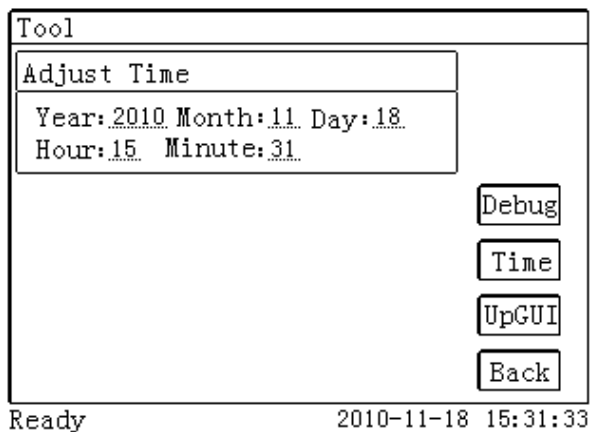 Tool
Adjust Time
Year: 2010 Month: 11 Day: 18
Hour: 15 Minute: 31
Debug
Time
UpGUI
Back
Ready 2010-11-18 15:31:33